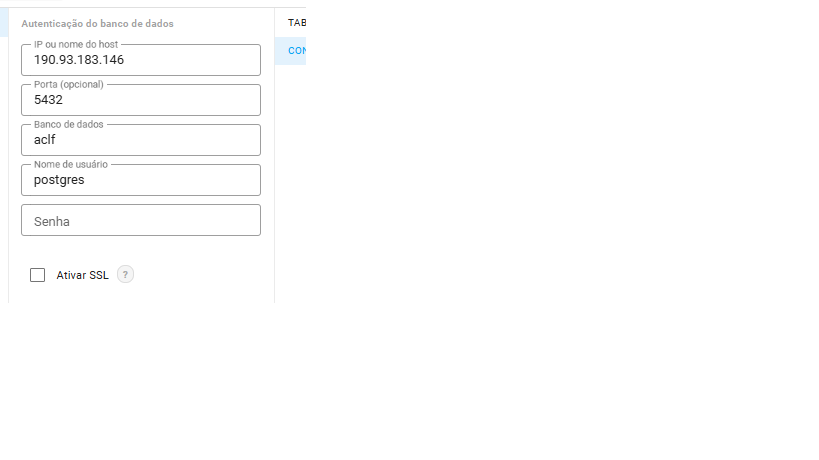 Autenticação do banco de dados
IP ou nome do host
190.93.183.146
Porta (opcional)
5432
Banco de dados
aclf
Nome de usuário
postgres
Senha
Ativar SSL ?
TAB
CON